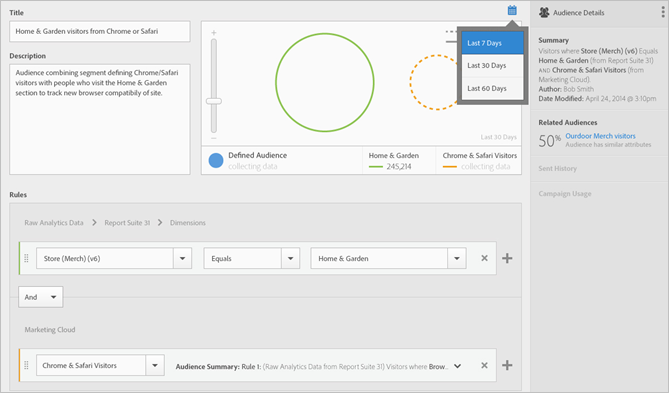 Title
Home & Garden visitors from Chrome or Safari
Description
Audience combining segment defining Chrome/Safari
visitors with people who visit the Home & Garden
section to track new browser compatibily of site.
Last 7 Days
Last 30 Days
Last 60 Days
Last 30 Days
Defined Audience
collecting data
Home & Garden
245,214
Chrome & Safari Visitors
collecting data
Rules
Raw Analytics Data > Report Suite 31 > Dimensions
Store (Merch) (v6)
Equals
Home & Garden
And
Marketing Cloud
Chrome & Safari Visitors
Audience Summary: Rule 1: (Raw Analytics Data from Report Suite 31) Visitors where Brow..
Audience Details
Summary
Visitors where Store (Merch) (v6) Equals
Home & Garden (from Report Suite 31)
AND Chrome & Safari Visitors (from
Marketing Cloud).
Author: Bob Smith
Date Modified: April 24, 2014 @ 3:10pm
Related Audiences
50% Ourdoor Merch visitors
Audience has similar attributes
Sent History
Campaign Usage